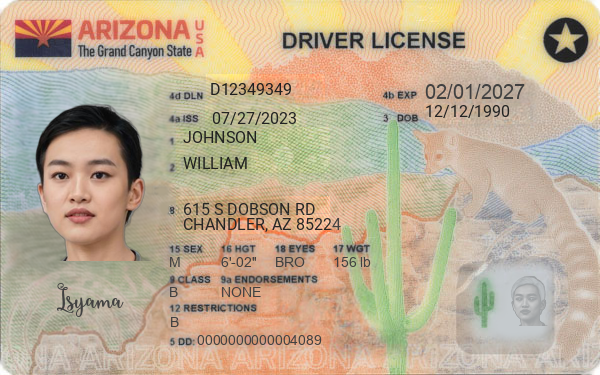 ARIZONA USA
The Grand Canyon State
DRIVER LICENSE
4d DLN D12349349
4b EXP 02/01/2027
4a ISS 07/27/2023
3 DOB 12/12/1990
1 JOHNSON
2 WILLIAM
8 615 S DOBSON RD
CHANDLER, AZ 85224
15 SEX 16 HGT 18 EYES 17 WGT
M 6'-02" BRO 156 lb
9 CLASS 9a ENDORSEMENTS
B NONE
Isyama
12 RESTRICTIONS
B
5 DD: 0000000000004089
ONA ARIZONA ARIZONA ARIZONA ARIZONA